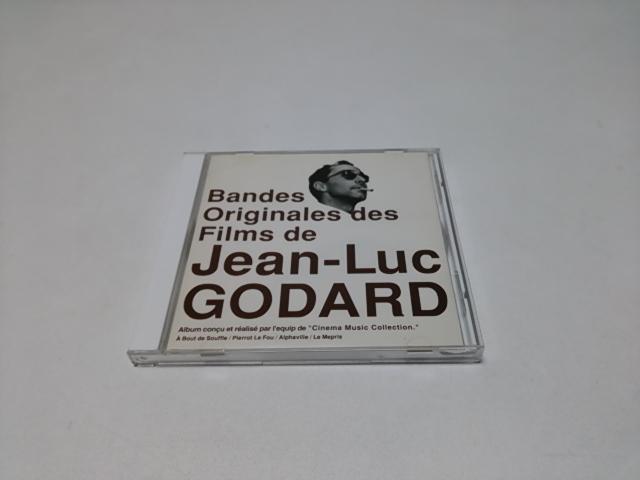 Bandes
Originales des
Films de
Jean-Luc
GODARD
Album conçu et réalisé par l'equip de "Cinema Music Collection."
À Bout de Souffle / Pierrot Le Fou / Alphaville / Le Mepris